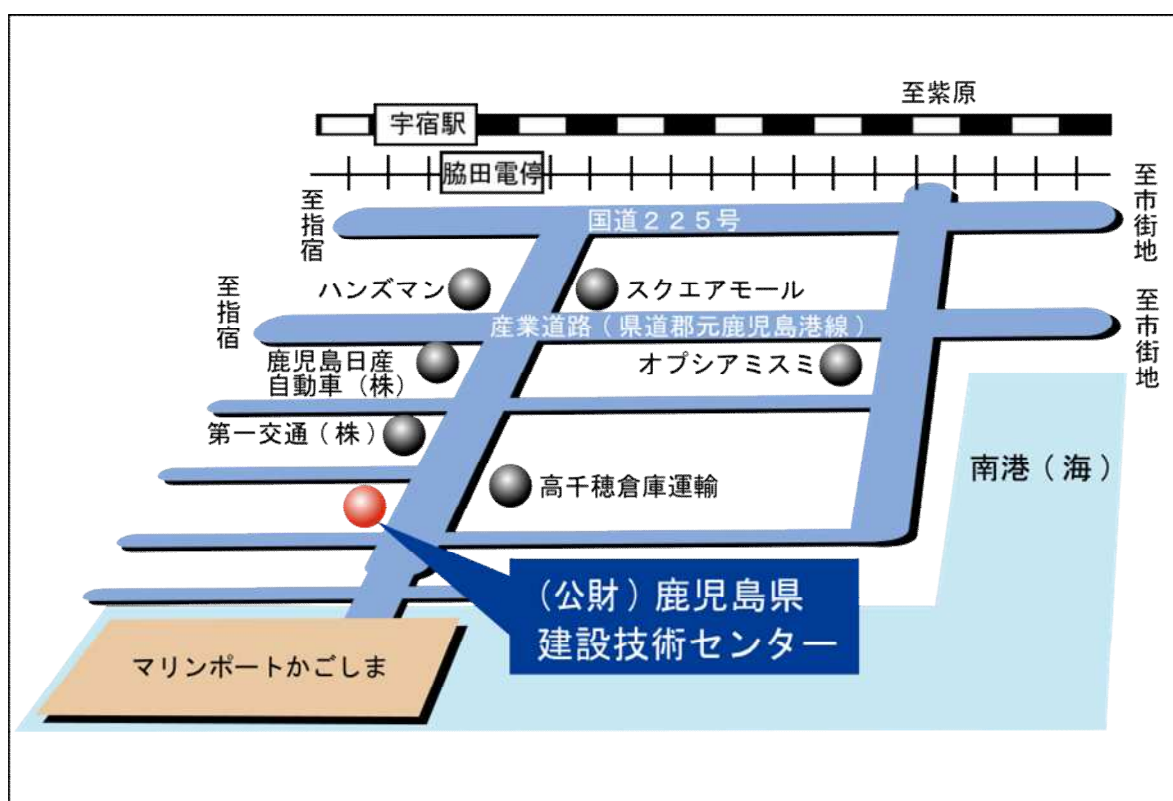 至紫原
宇宿駅
脇田電停
至指宿
国道２２５号
至市街地
ハンズマン
スクエアモール
至指宿
産業道路（県道郡元鹿児島港線）
至市街地
鹿児島日産
自動車（株）
オプシアミスミ
第一交通（株）
高千穂倉庫運輸
南港（海）
（公財）鹿児島県
建設技術センター
マリンポートかごしま